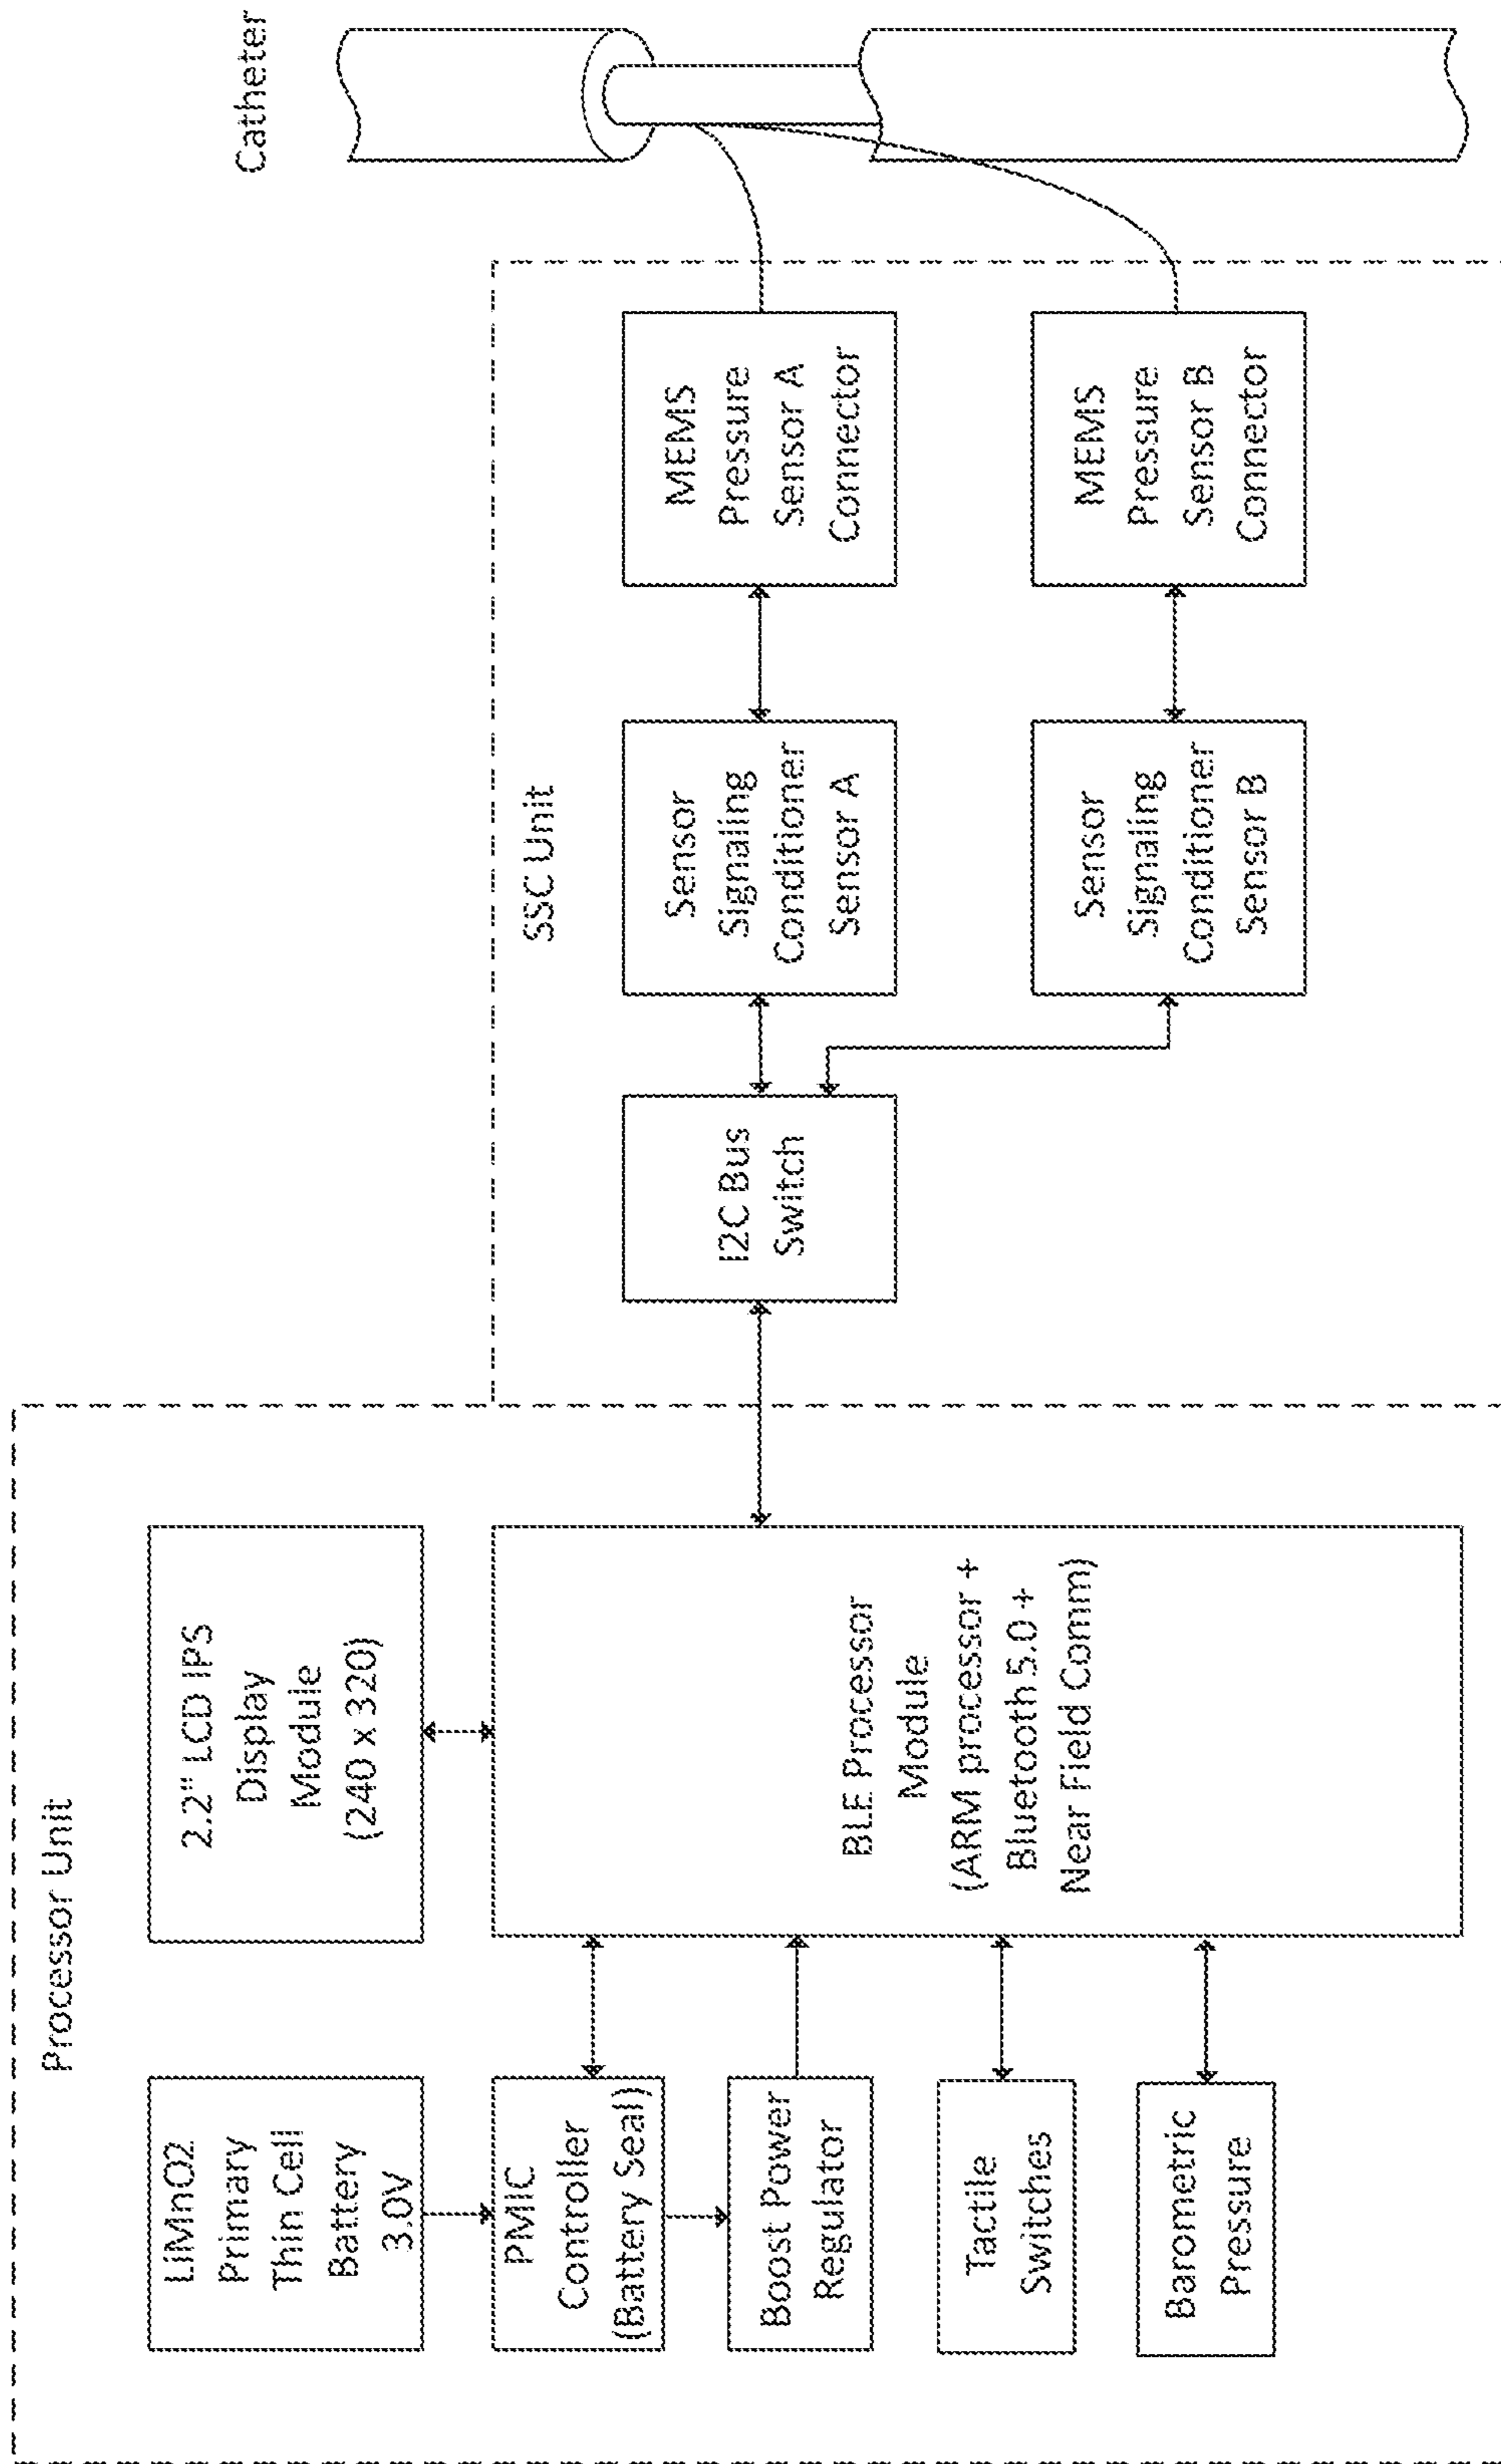 Processor Unit
LiMnO2
Primary
Thin Cell
Battery
3.0V
2.2" LCD IPS
Display
Module
(240 x 320)
PMIC
Controller
(Battery Seal)
Boost Power
Regulator
Tactile
Switches
Barometric
Pressure
BLE Processor
Module
(ARM processor +
Bluetooth 5.0 +
Near Field Comm)
SSC Unit
I2C Bus
Switch
Sensor
Signaling
Conditioner
Sensor A
MEMS
Pressure
Sensor A
Connector
Sensor
Signaling
Conditioner
Sensor B
MEMS
Pressure
Sensor B
Connector
Catheter